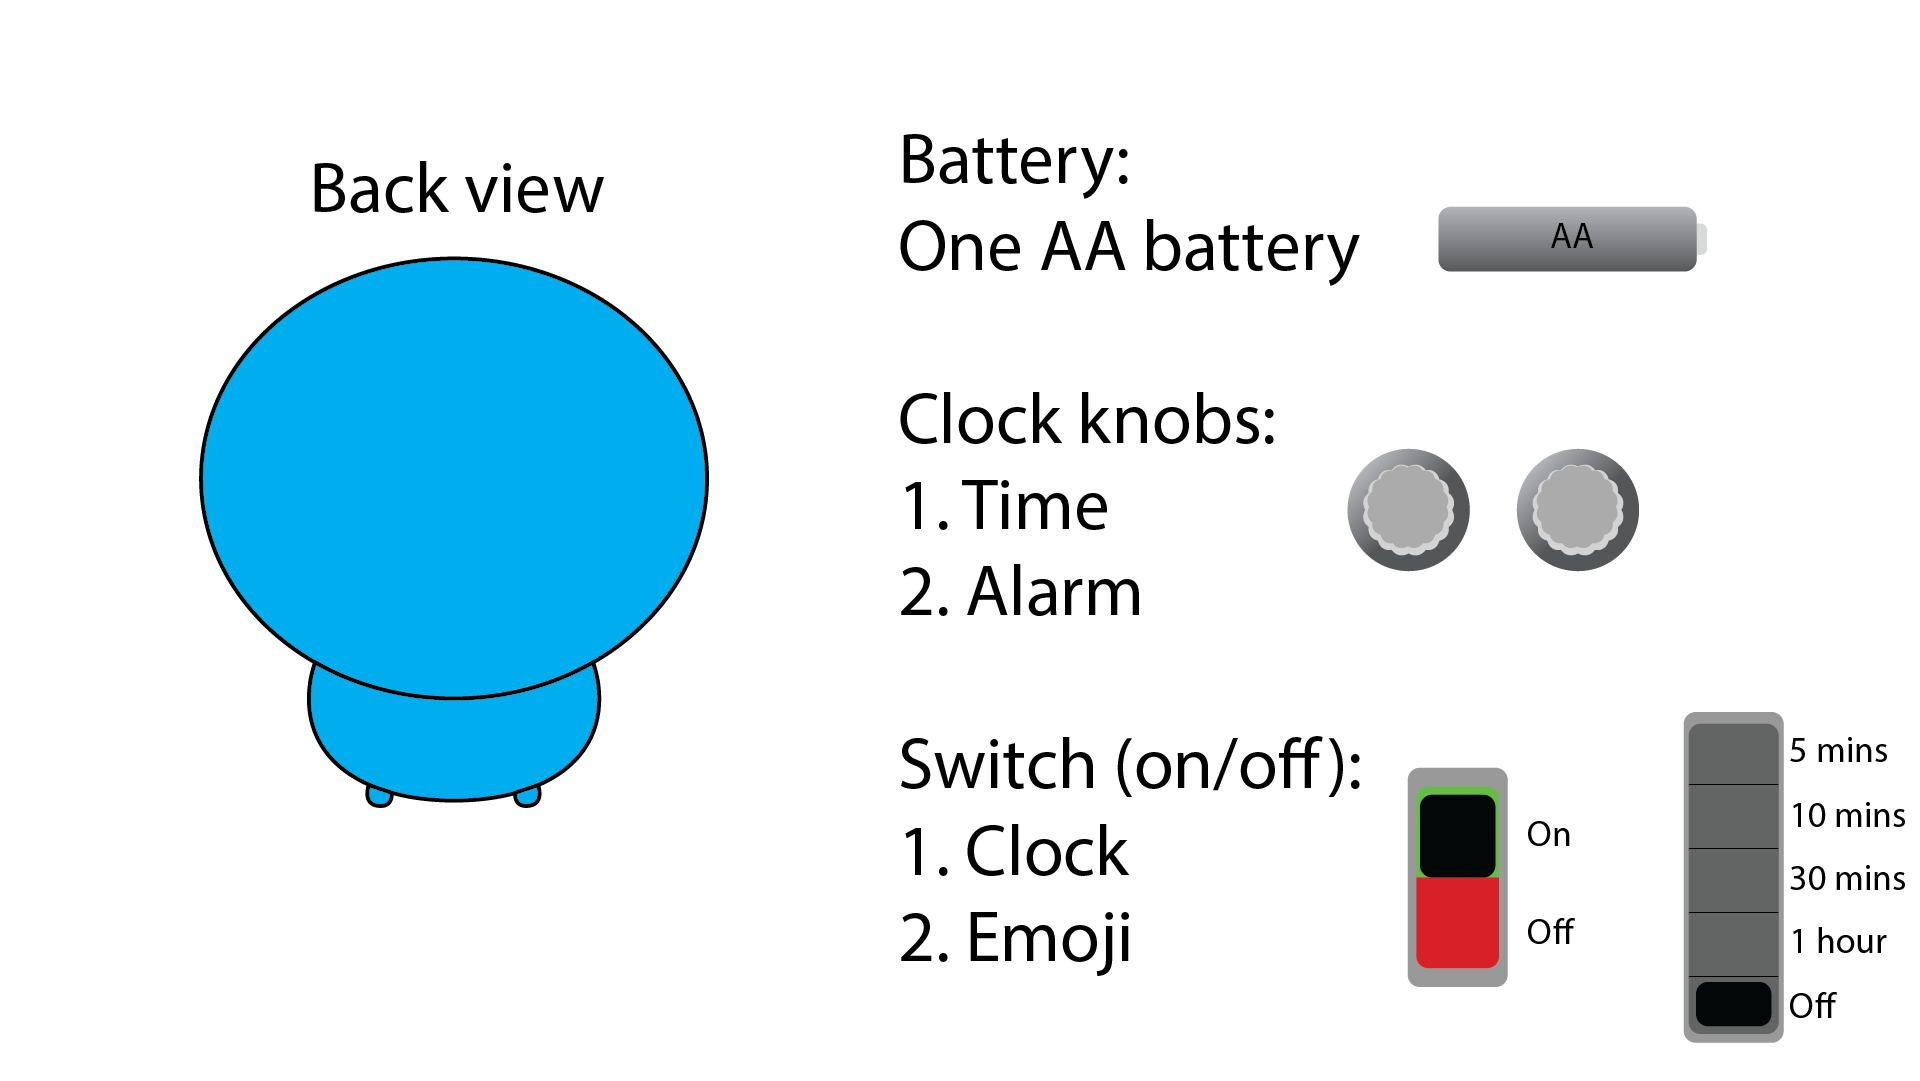 Back view
Battery:
One AA battery
AA
Clock knobs:
1. Time
2. Alarm
Switch (on/off):
1. Clock
2. Emoji
On
Off
5 mins
10 mins
30 mins
1 hour
Off